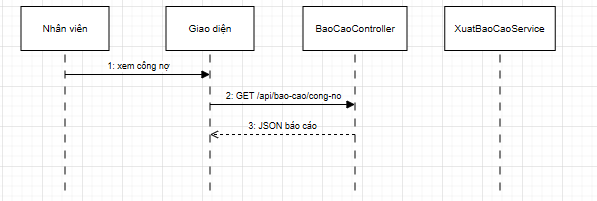 Nhân viên
Giao diện
BaoCaoController
XuatBaoCaoService
1: xem công nợ
2: GET /api/bao-cao/cong-no
3: JSON báo cáo